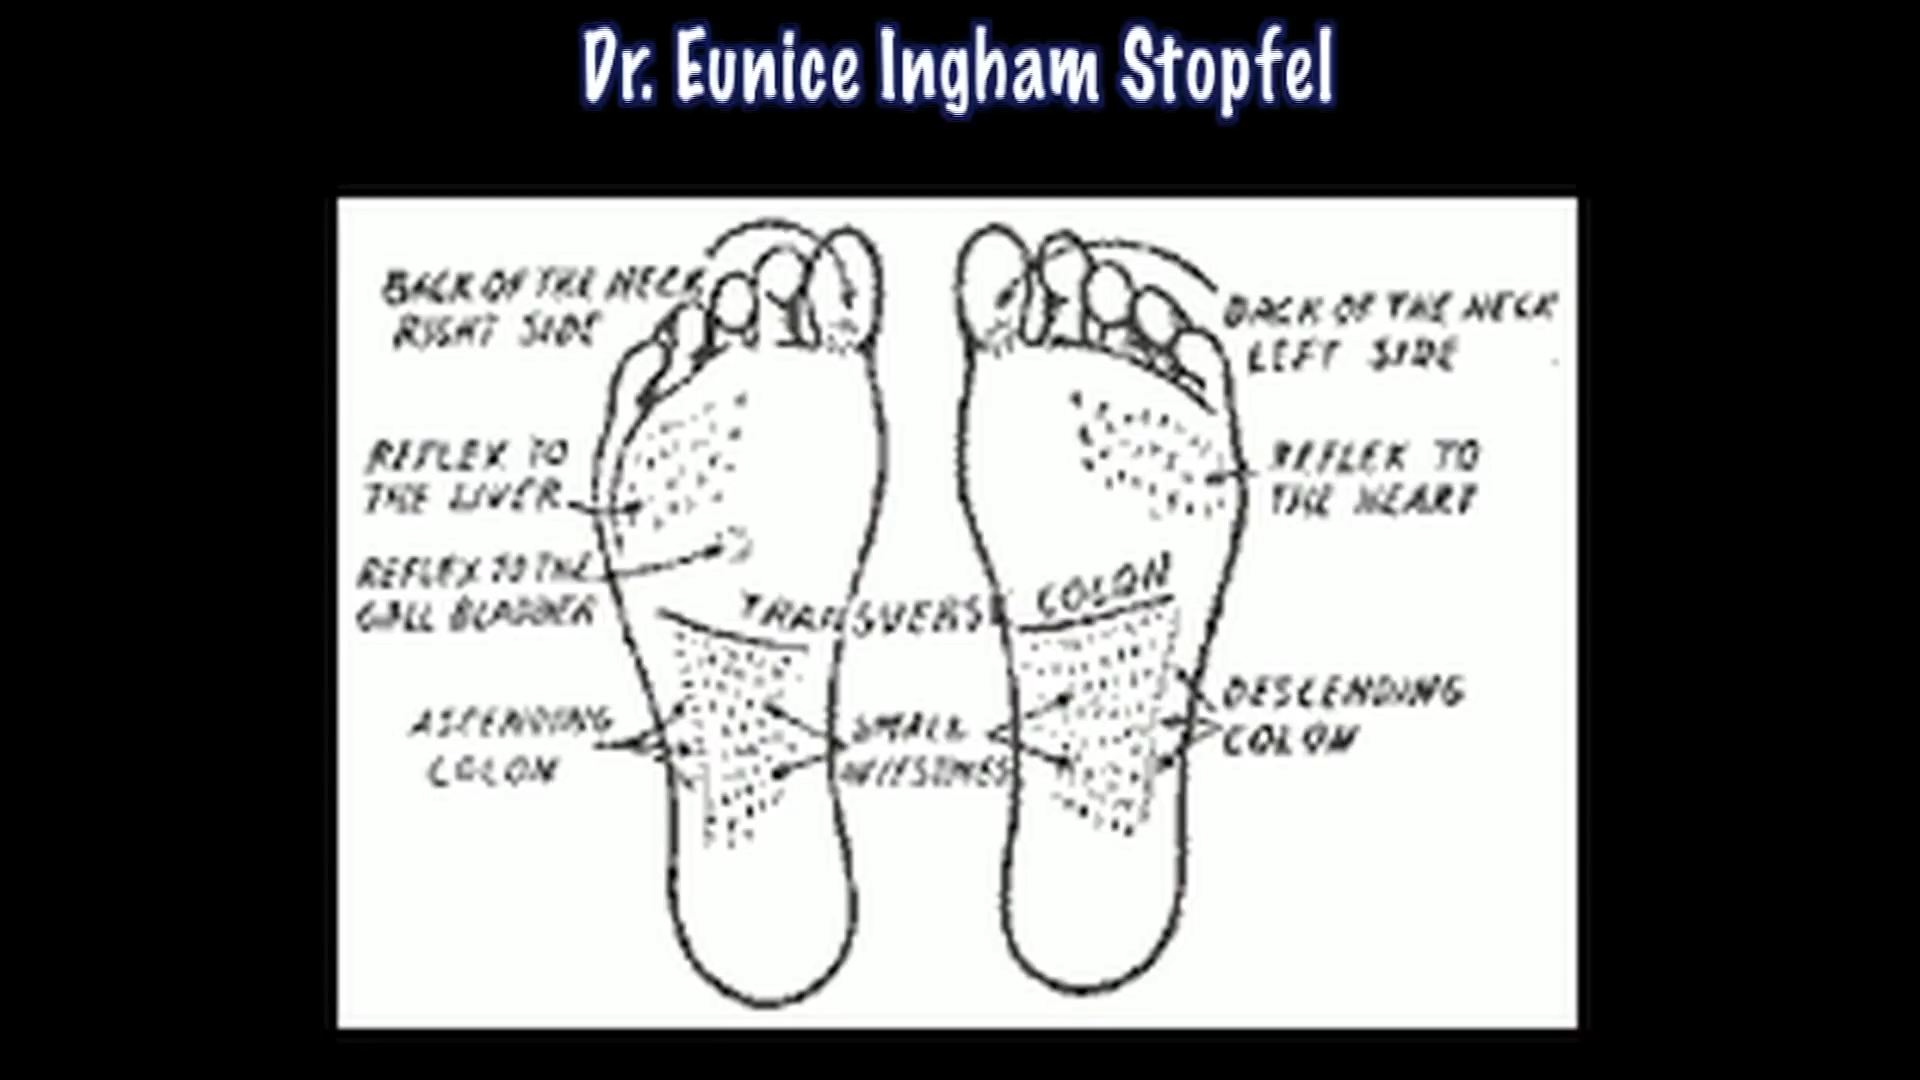 Dr. Eunice Ingham Stopfel
BACK OF THE NECK
RIGHT SIDE
BACK OF THE NECK
LEFT SIDE
REFLEX TO
THE LIVER
REFLEX TO
THE HEART
REFLEX TO THE
GALL BLADDER
TRANSVERSE COLON
ASCENDING
COLON
SMALL
INTESTINES
DESCENDING
COLON